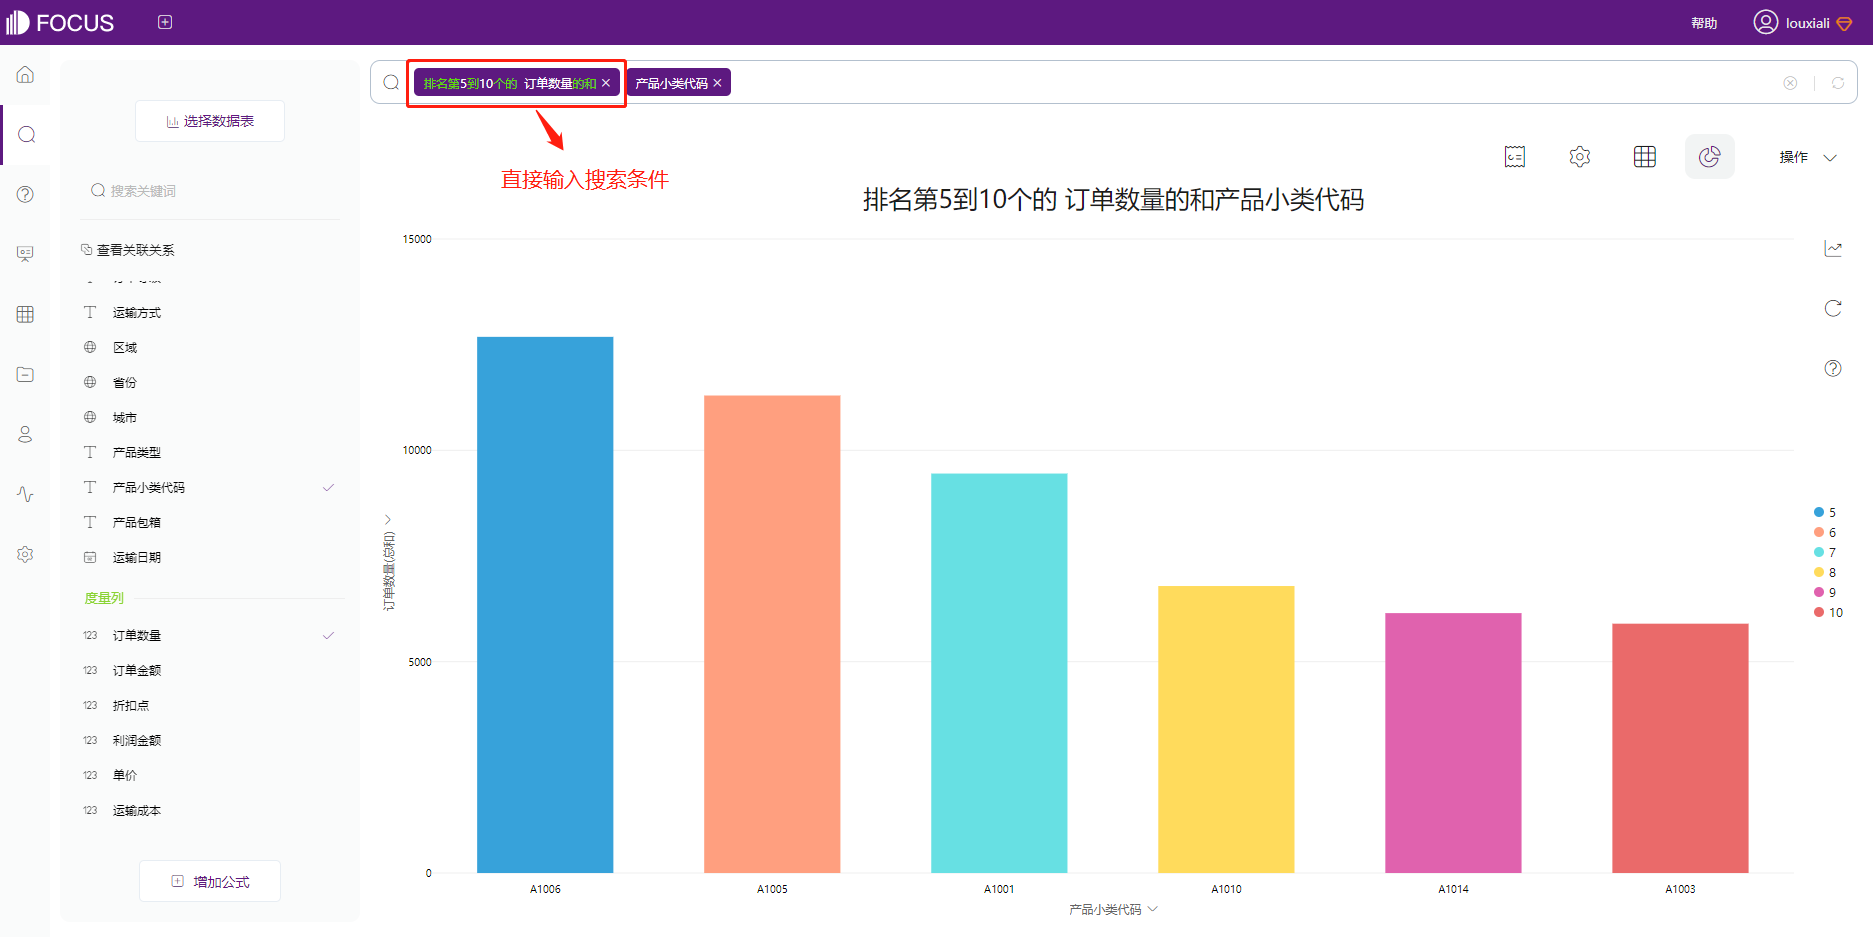 FOCUS
帮助
louxiali
排名第5到10个的 订单数量的和 ×
产品小类代码 ×
选择数据表
直接输入搜索条件
操作
搜索关键词
排名第5到10个的 订单数量的和产品小类代码
查看关联关系
运输方式
区域
省份
城市
产品类型
产品小类代码
产品包箱
运输日期
度量列
123 订单数量
123 订单金额
123 折扣点
123 利润金额
123 单价
123 运输成本
增加公式
15000
10000
5000
0
订单数量(总和)
A1006
A1005
A1001
A1010
A1014
A1003
产品小类代码
5
6
7
8
9
10